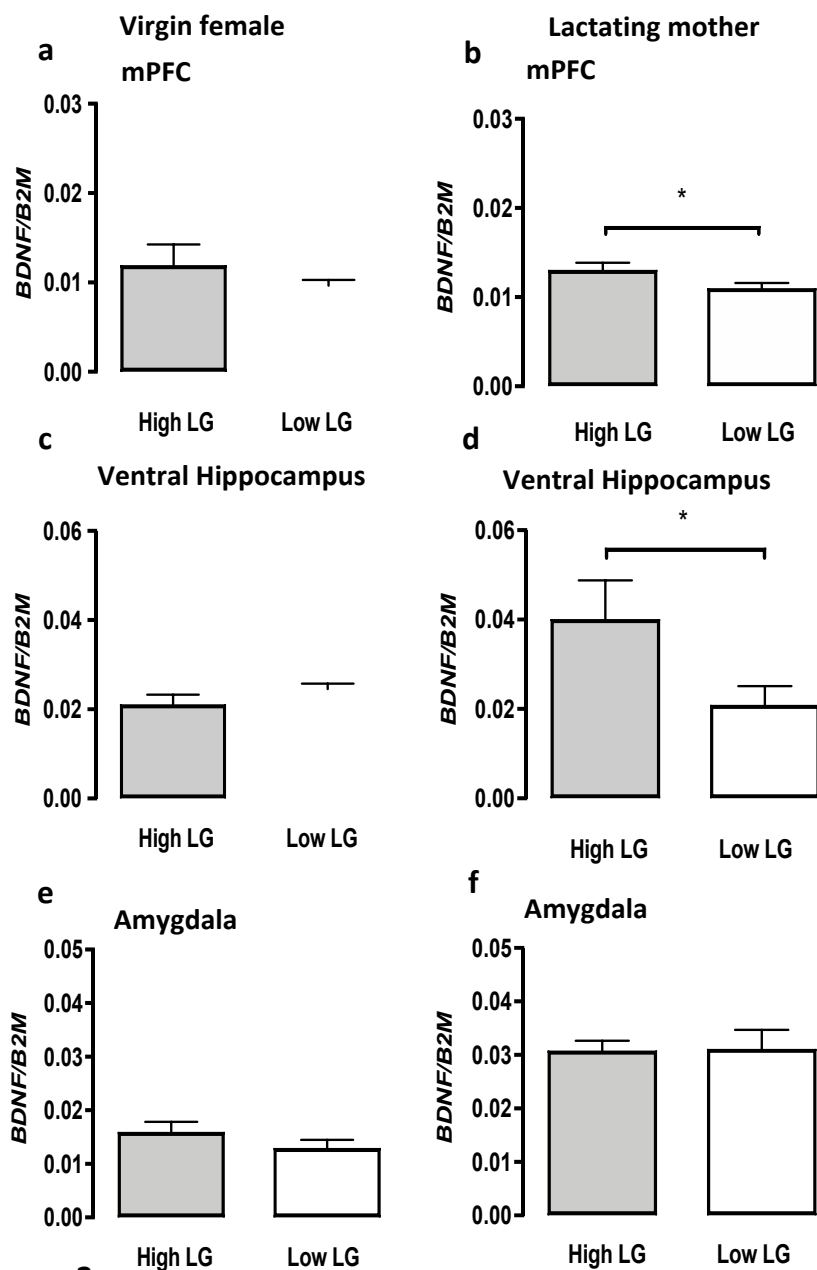 Virgin female
Lactating mother
a
mPFC
b
mPFC
0.03
0.02
0.01
0.00
BDNF/B2M
High LG
Low LG
0.03
0.02
0.01
0.00
BDNF/B2M
*
High LG
Low LG
c
Ventral Hippocampus
0.06
0.04
0.02
0.00
BDNF/B2M
High LG
Low LG
d
Ventral Hippocampus
0.06
0.04
0.02
0.00
BDNF/B2M
*
High LG
Low LG
e
Amygdala
0.05
0.04
0.03
0.02
0.01
0.00
BDNF/B2M
High LG
Low LG
f
Amygdala
0.05
0.04
0.03
0.02
0.01
0.00
BDNF/B2M
High LG
Low LG